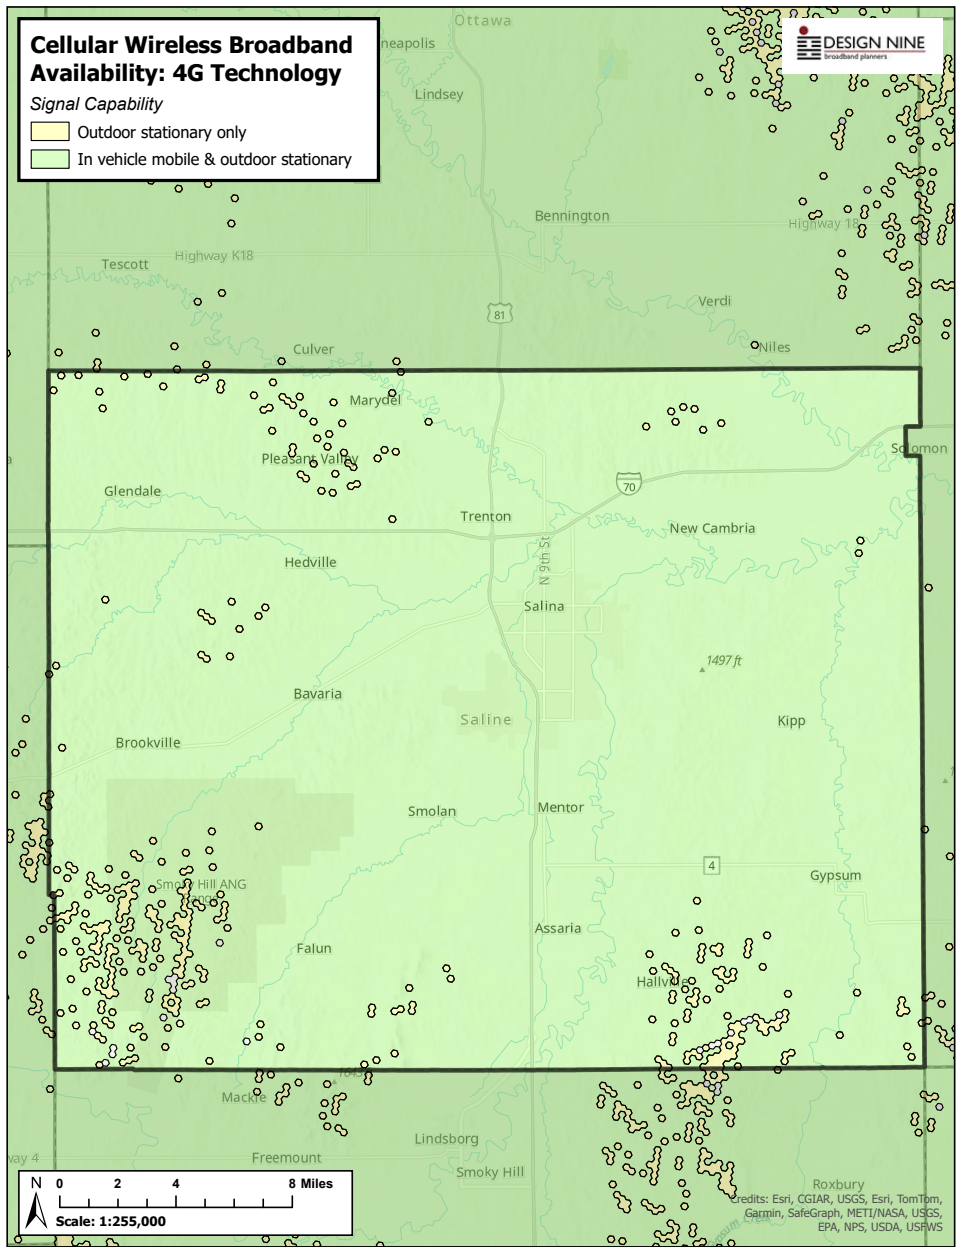 Cellular Wireless Broadband
Availability: 4G Technology
Signal Capability
Outdoor stationary only
In vehicle mobile & outdoor stationary
DESIGN NINE
broadband planners
Ottawa
neapolis
Lindsey
Bennington
Highway 18
Highway K18
Tescott
Verdi
81
Culver
Niles
Marydel
Solomon
Pleasant Valley
70
Glendale
Trenton
New Cambria
N 9th St
Hedville
Salina
1497 ft
Bavaria
Saline
Kipp
Brookville
Smolan
Mentor
4
Gypsum
Smoky Hill ANG
Range
Assaria
Falun
Hallville
Mackie
Lindsborg
way 4
Freemount
Smoky Hill
Roxbury
N 0 2 4 8 Miles
Scale: 1:255,000
Credits: Esri, CGIAR, USGS, Esri, TomTom,
Garmin, SafeGraph, METI/NASA, USGS,
EPA, NPS, USDA, USFWS